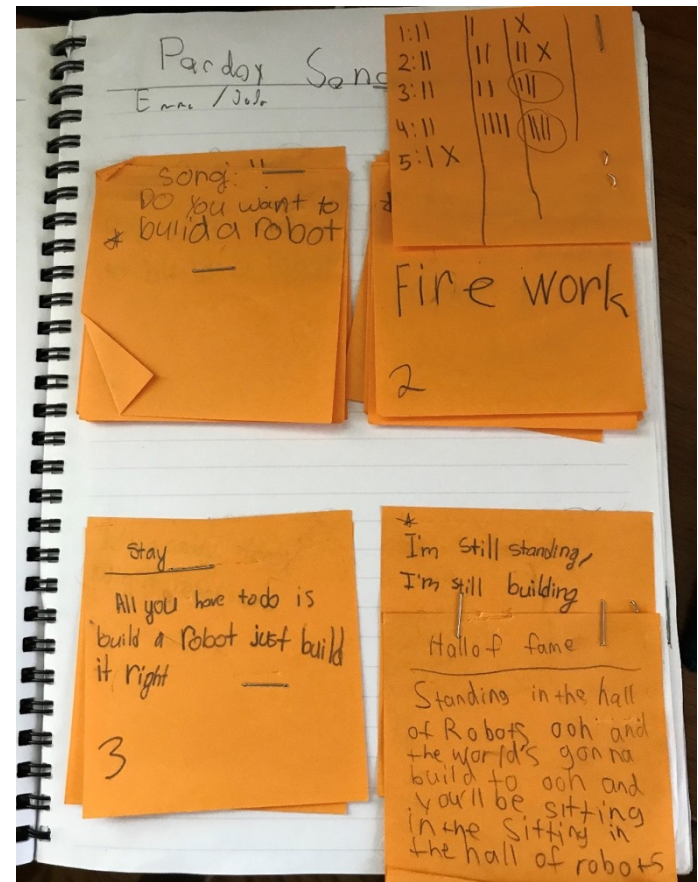 Pardoy Song
song:
Do You want to
* bulid a robot
1:11 || X
2:11 || || X
3:11 || |||
4:11 |||| ||||
5:1 X
Fire work
2
Stay
All you have to do is
build a robot just build
it right
3
*
I'm still standing,
I'm still building
Hall of fame
Standing in the hall
of Robots ooh and
the world's gonna
build to ooh and
you'll be sitting
in the sitting in
the hall of robots